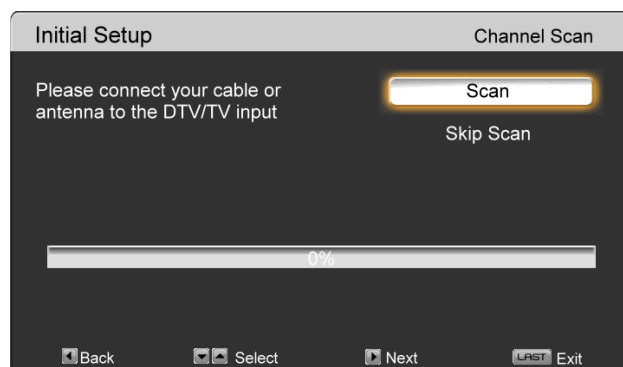 Initial Setup Channel Scan
Please connect your cable or Scan
antenna to the DTV/TV input
Skip Scan
0%
Back Select Next LAST Exit